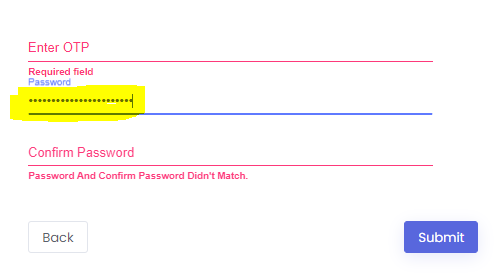 Enter OTP
Required field
Password
•••••••••••••••••••••••
Confirm Password
Password And Confirm Password Didn't Match.
Back
Submit